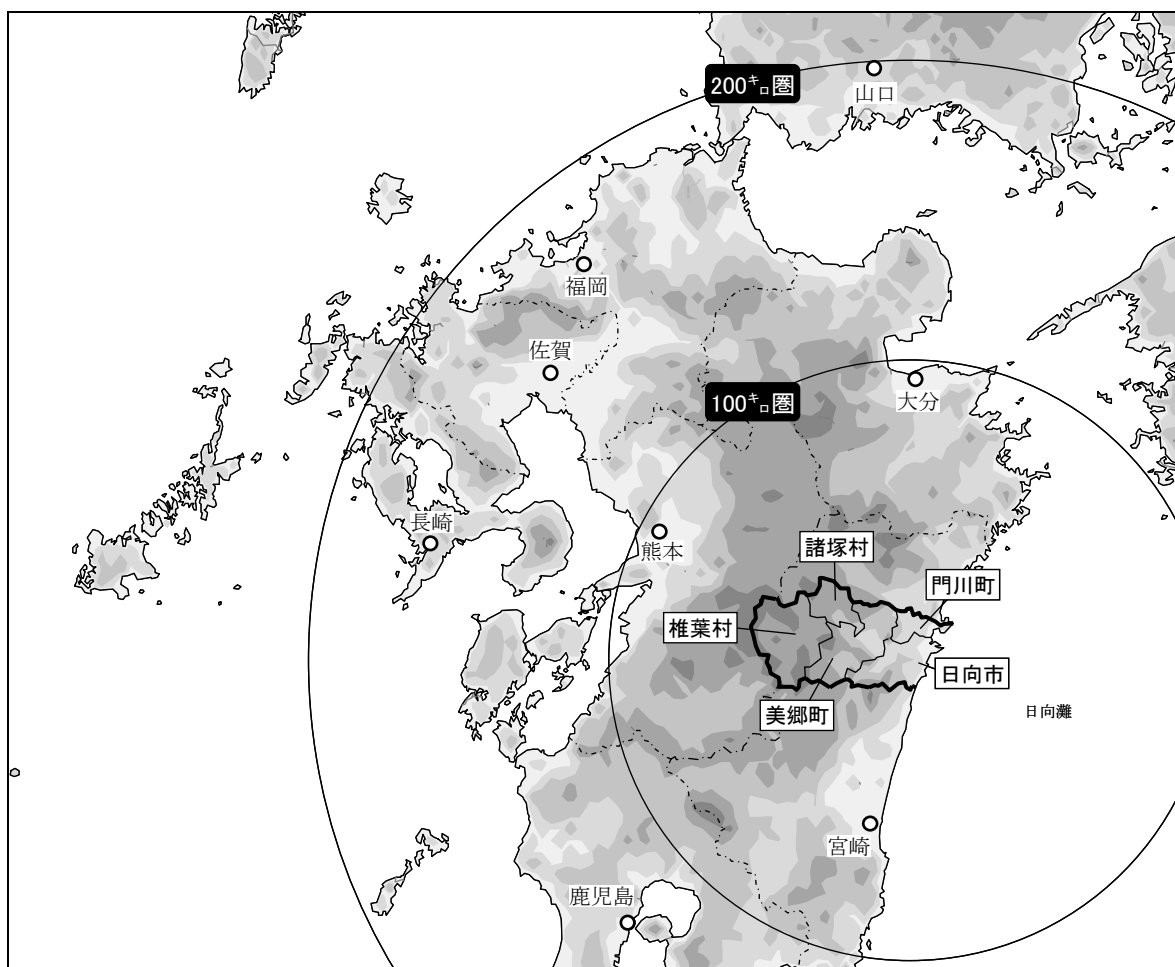 200㌔圏
山口
福岡
佐賀
100㌔圏
大分
長崎
熊本
諸塚村
門川町
椎葉村
日向市
美郷町
日向灘
宮崎
鹿児島